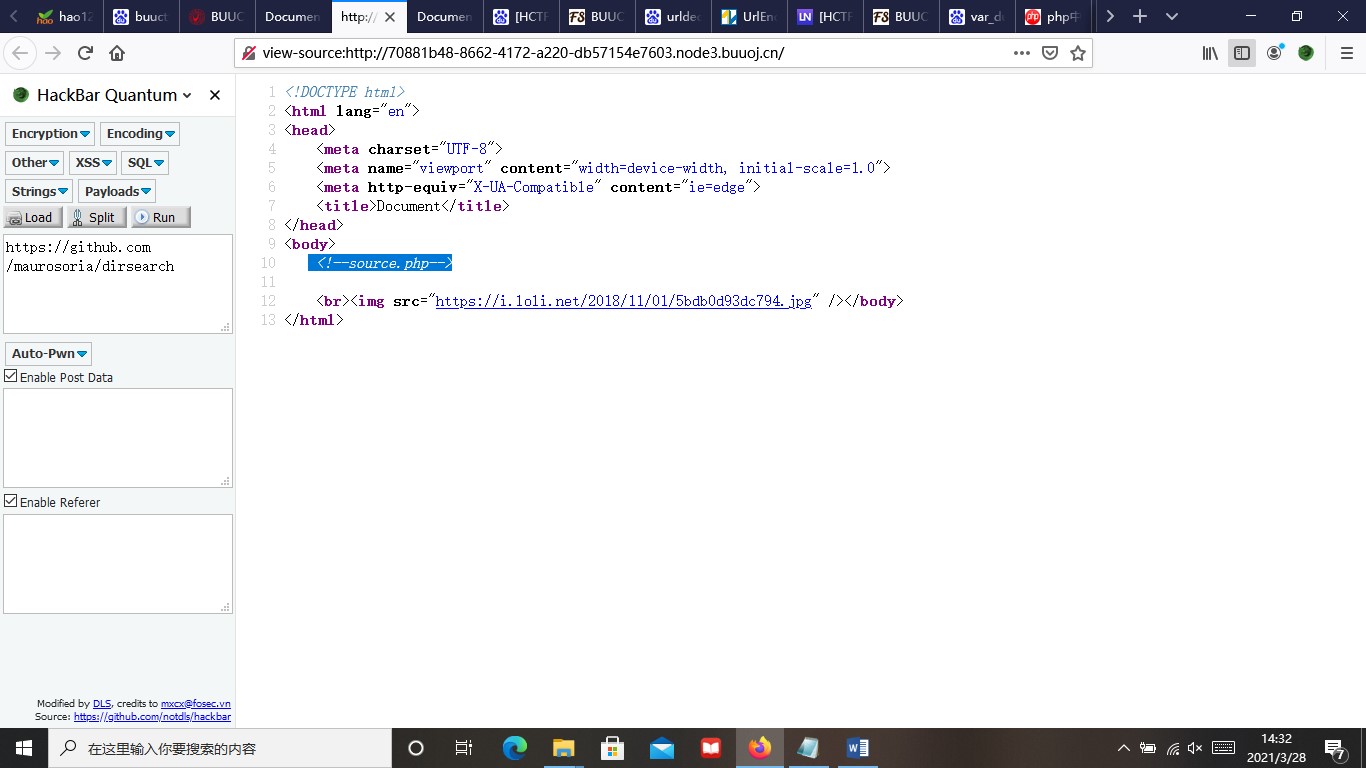 hao12
buuct
BUUC
Documen
http:/
Documen
[HCTF
BUUC
urldec
UrlEn
LN [HCTF
BUUC
var_du
php中
view-source:http://70881b48-8662-4172-a220-db57154e7603.node3.buuoj.cn/
HackBar Quantum
Encryption Encoding
Other XSS SQL
Strings Payloads
Load Split Run
https://github.com
/maurosoria/dirsearch
Auto-Pwn
Enable Post Data
Enable Referer
Modified by DLS, credits to mxcx@fosec.vn
Source: https://github.com/notdls/hackbar
1 <!DOCTYPE html>
2 <html lang="en">
3 <head>
4 <meta charset="UTF-8">
5 <meta name="viewport" content="width=device-width, initial-scale=1.0">
6 <meta http-equiv="X-UA-Compatible" content="ie=edge">
7 <title>Document</title>
8 </head>
9 <body>
10 <!--source.php-->
11
12 <br><img src="https://i.loli.net/2018/11/01/5bdb0d93dc794.jpg" /></body>
13 </html>
在这里输入你要搜索的内容
14:32
2021/3/28
7